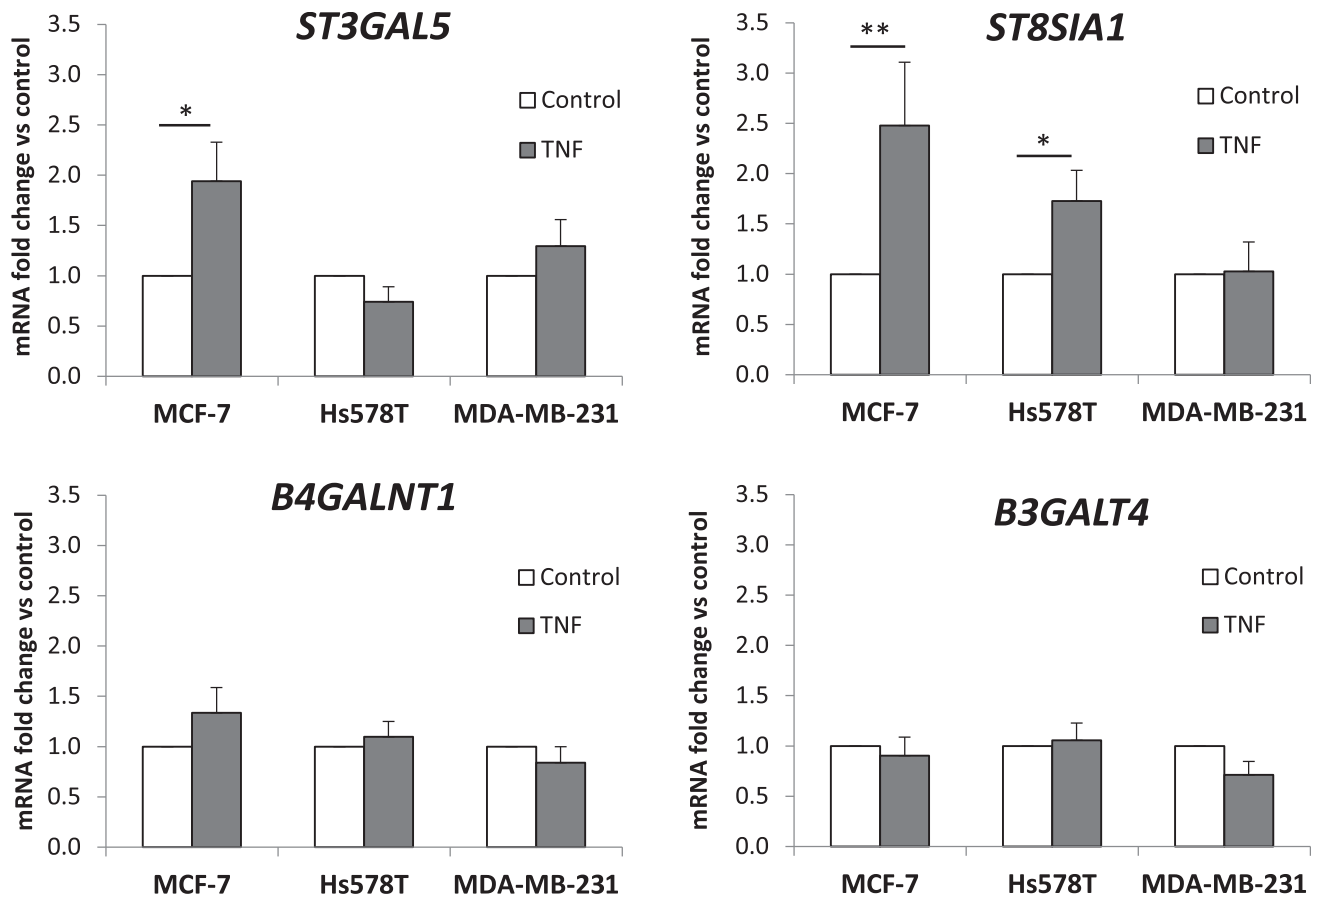 ST3GAL5
mRNA fold change vs control
3.5
3.0
2.5
2.0
1.5
1.0
0.5
0.0
*
Control
TNF
MCF-7 Hs578T MDA-MB-231
ST8SIA1
mRNA fold change vs control
3.5
3.0
2.5
2.0
1.5
1.0
0.5
0.0
**
*
Control
TNF
MCF-7 Hs578T MDA-MB-231
B4GALNT1
mRNA fold change vs control
3.5
3.0
2.5
2.0
1.5
1.0
0.5
0.0
Control
TNF
MCF-7 Hs578T MDA-MB-231
B3GALT4
mRNA fold change vs control
3.5
3.0
2.5
2.0
1.5
1.0
0.5
0.0
Control
TNF
MCF-7 Hs578T MDA-MB-231